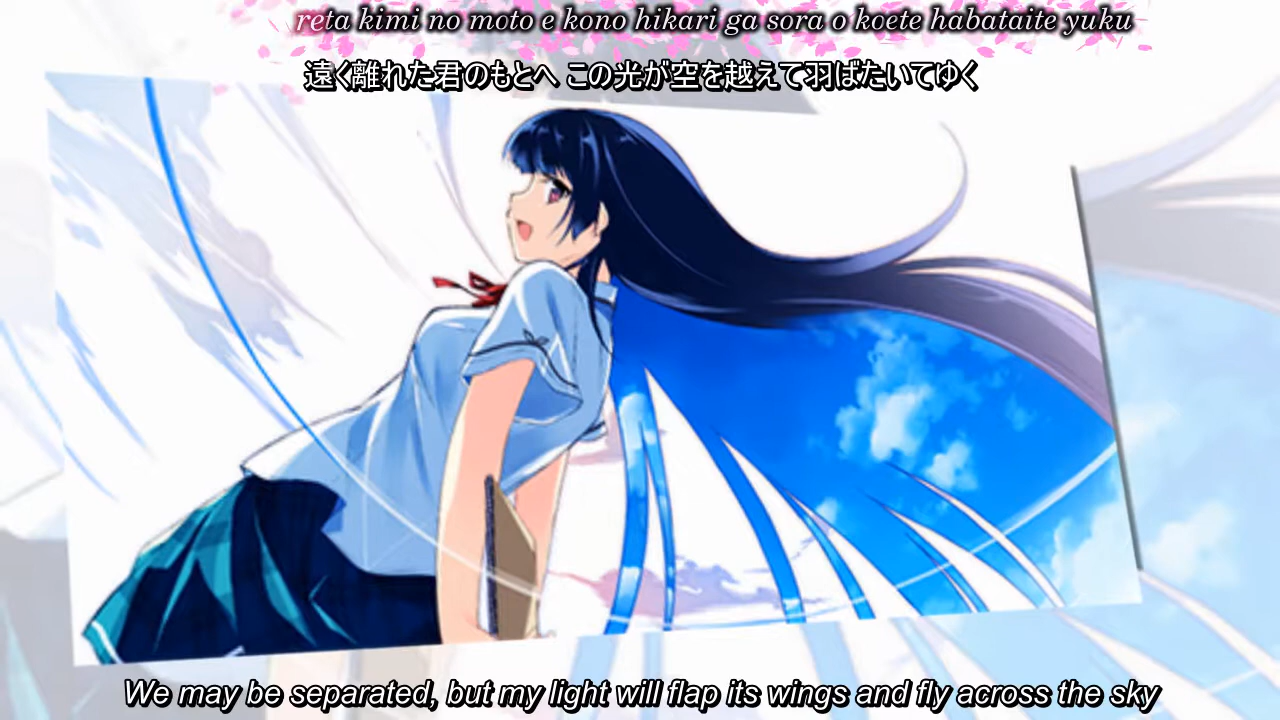 reta kimi no moto e kono hikari ga sora o koete habataite yuku
遠く離れた君のもとへ この光が空を越えて羽ばたいてゆく
We may be separated, but my light will flap its wings and fly across the sky